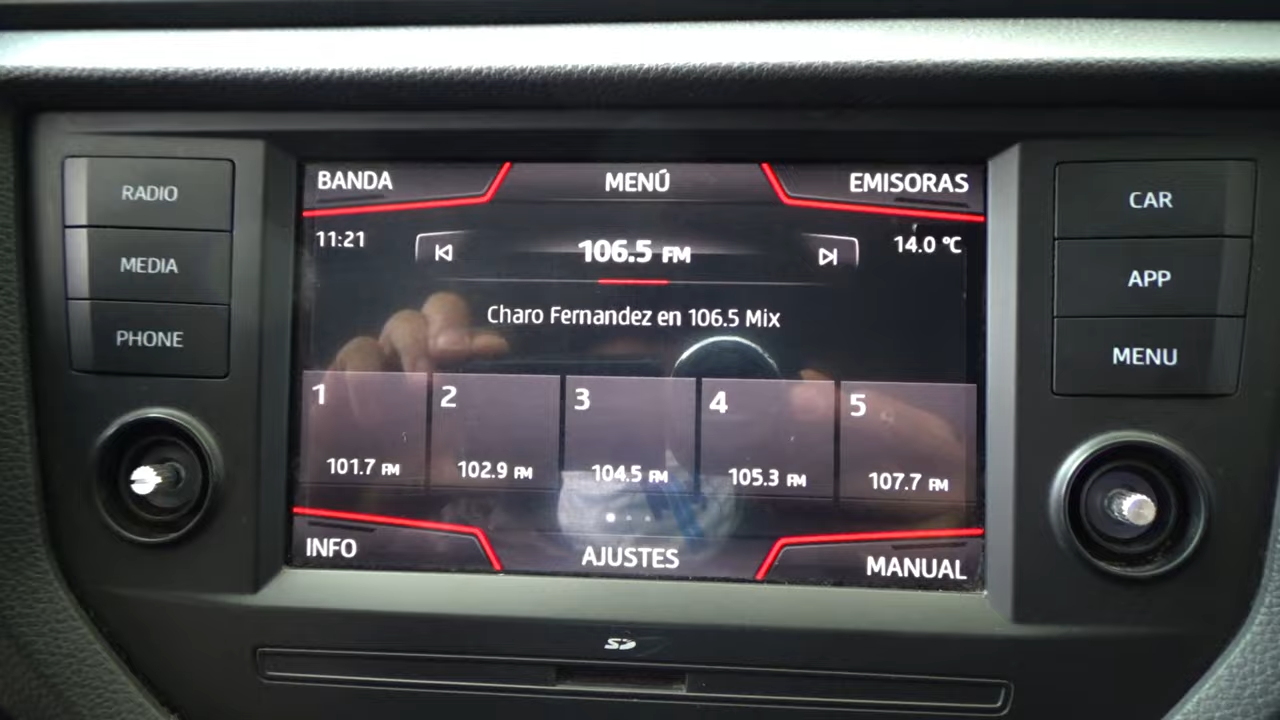 RADIO
MEDIA
PHONE
BANDA MENÚ EMISORAS
11:21 106.5 FM 14.0 ºC
Charo Fernandez en 106.5 Mix
1 2 3 4 5
101.7 FM 102.9 FM 104.5 FM 105.3 FM 107.7 FM
INFO AJUSTES MANUAL
CAR
APP
MENU
SD